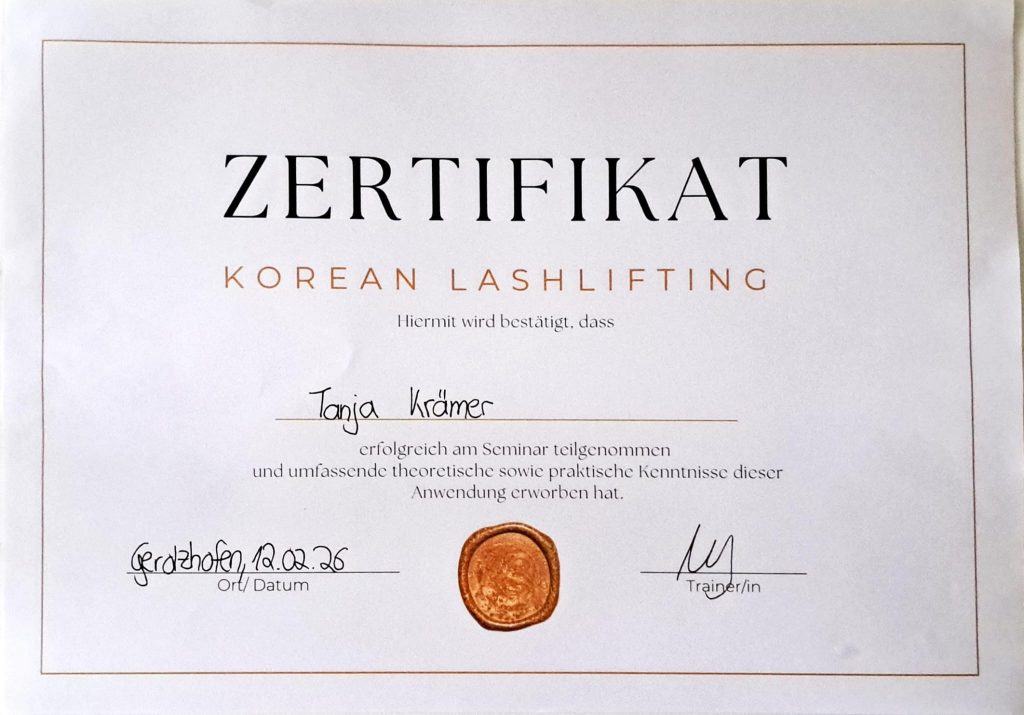 ZERTIFIKAT
KOREAN LASHLIFTING
Hiermit wird bestätigt, dass
Tanja Krämer
erfolgreich am Seminar teilgenommen
und umfassende theoretische sowie praktische Kenntnisse dieser
Anwendung erworben hat.
Gerolzhofen, 12.02.26
Ort/ Datum
Trainer/in